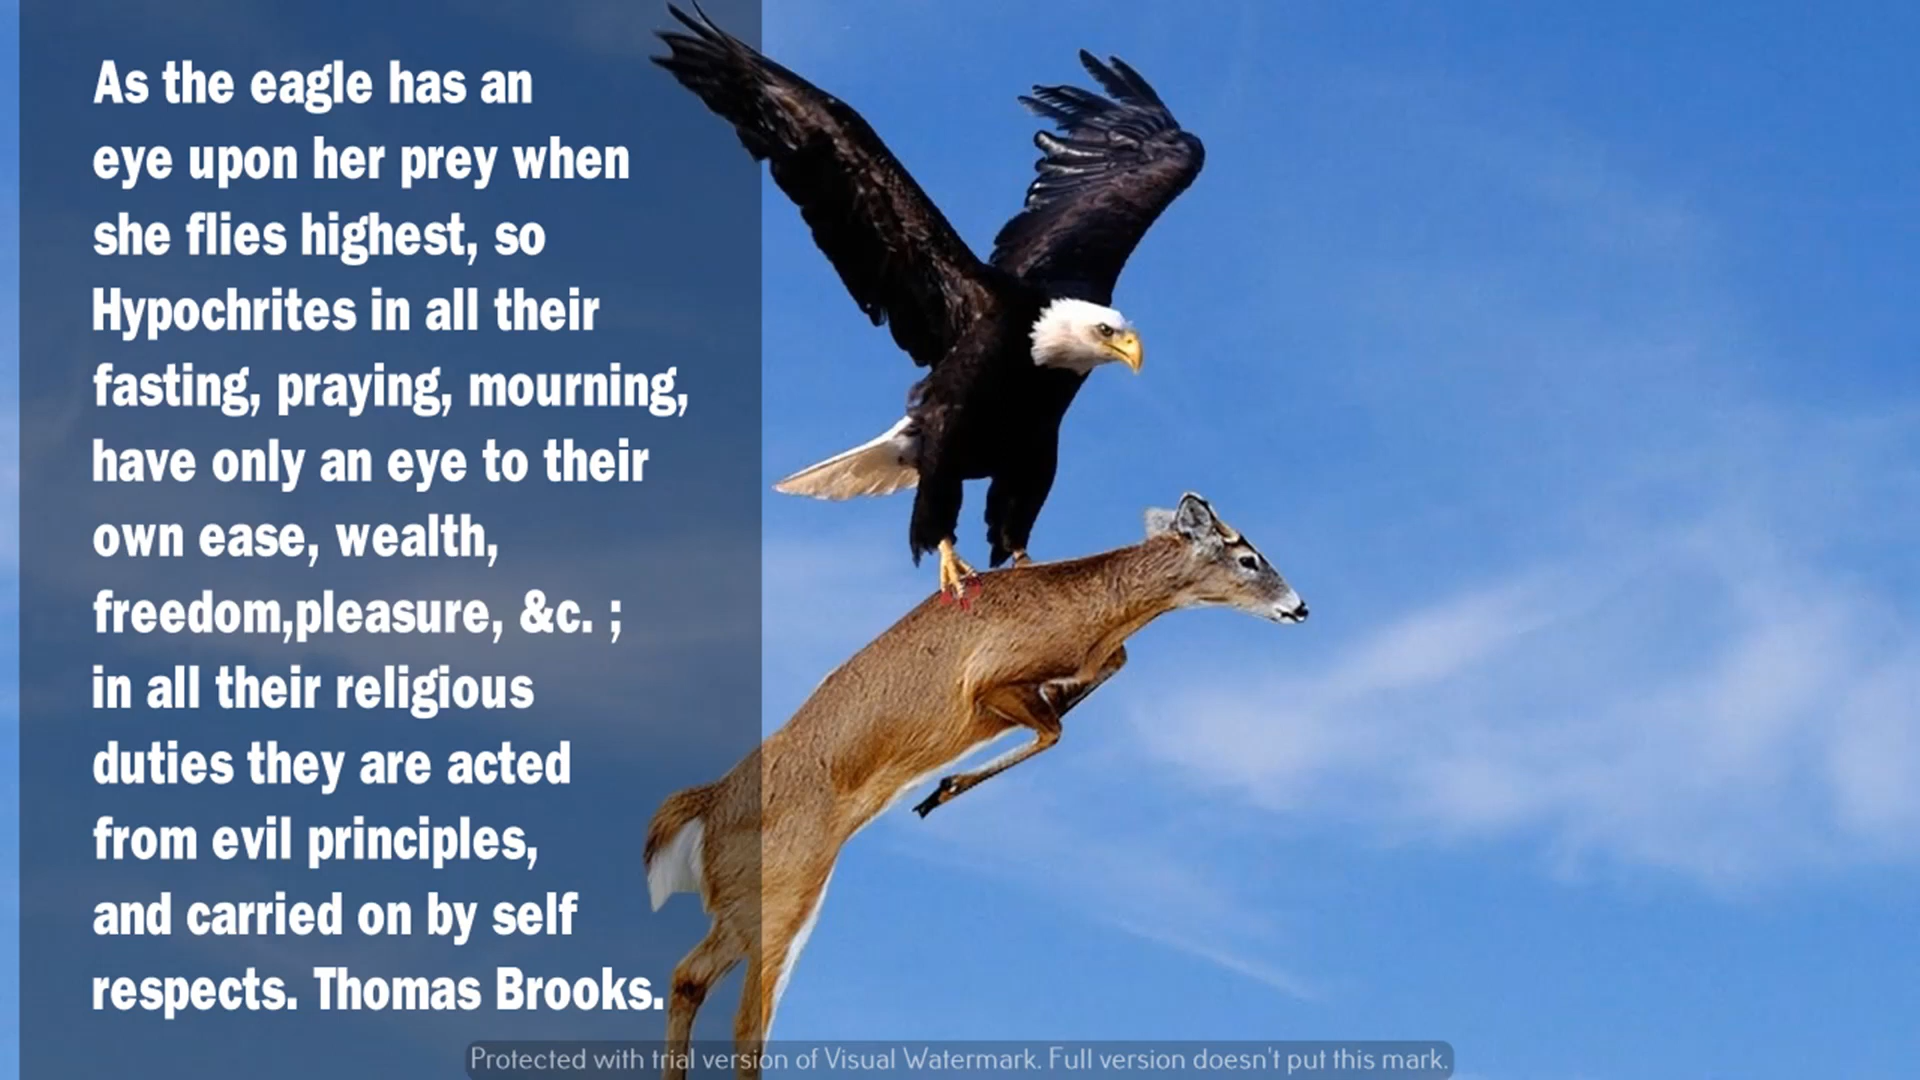 As the eagle has an
eye upon her prey when
she flies highest, so
Hypochrites in all their
fasting, praying, mourning,
have only an eye to their
own ease, wealth,
freedom,pleasure, &c. ;
in all their religious
duties they are acted
from evil principles,
and carried on by self
respects. Thomas Brooks.
Protected with trial version of Visual Watermark. Full version doesn't put this mark.